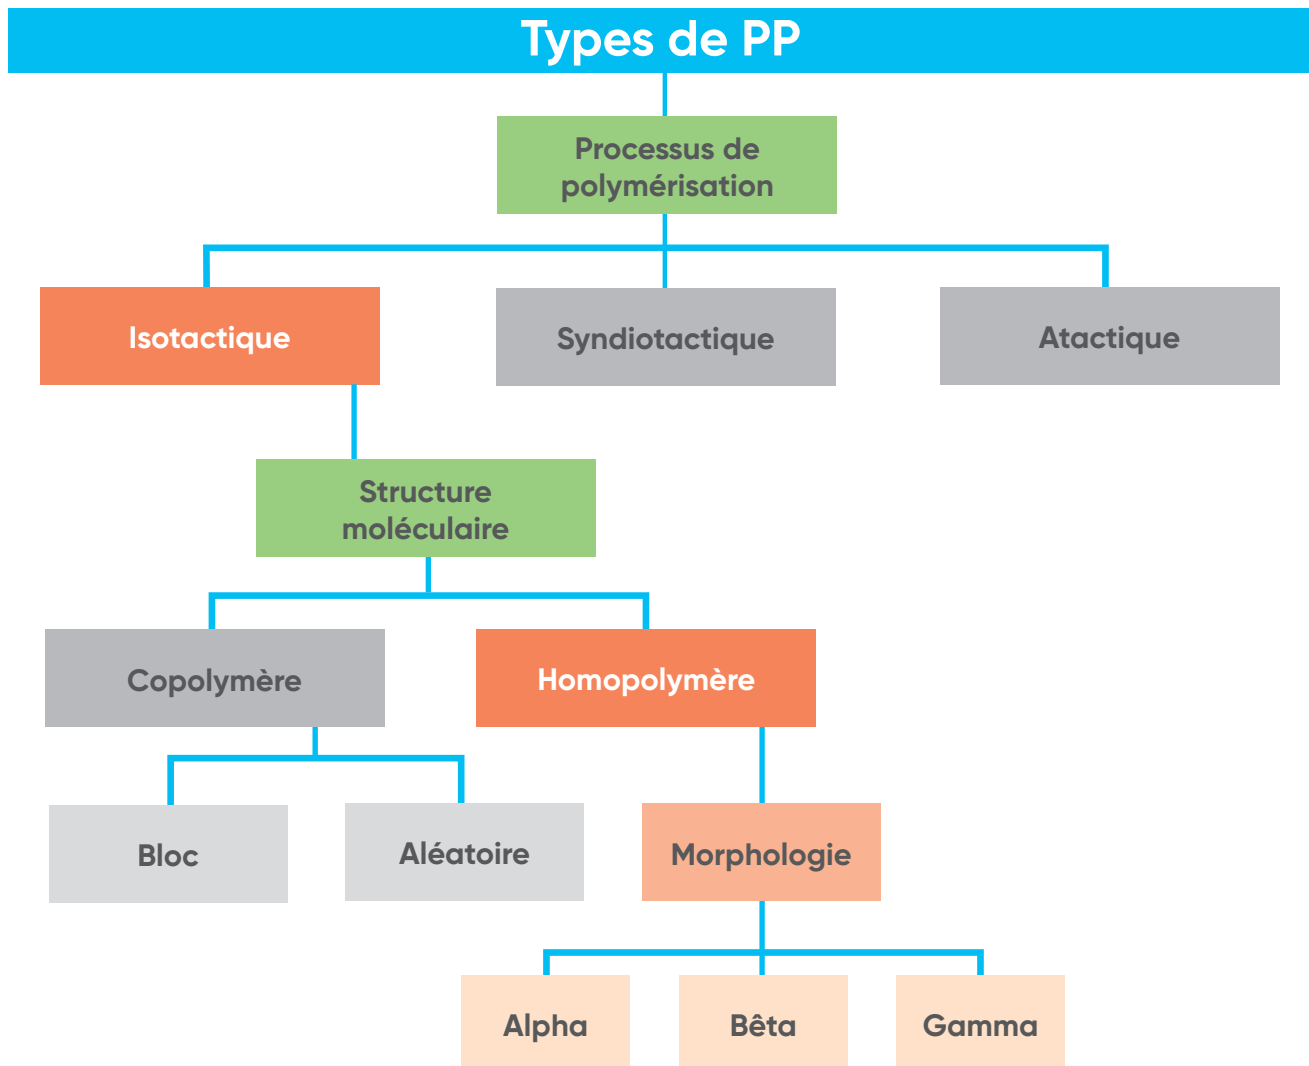 Types de PP
Processus de
polymérisation
Isotactique
Syndiotactique
Atactique
Structure
moléculaire
Copolymère
Homopolymère
Bloc
Aléatoire
Morphologie
Alpha
Bêta
Gamma